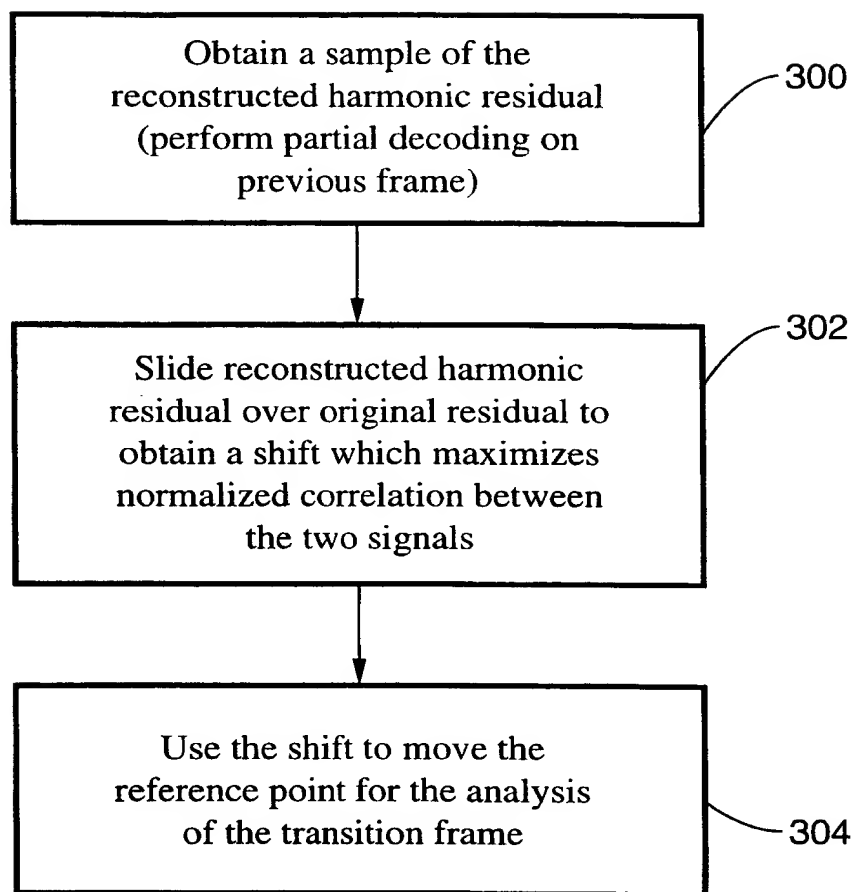 Obtain a sample of the
reconstructed harmonic residual
(perform partial decoding on
previous frame)
300
Slide reconstructed harmonic
residual over original residual to
obtain a shift which maximizes
normalized correlation between
the two signals
302
Use the shift to move the
reference point for the analysis
of the transition frame
304